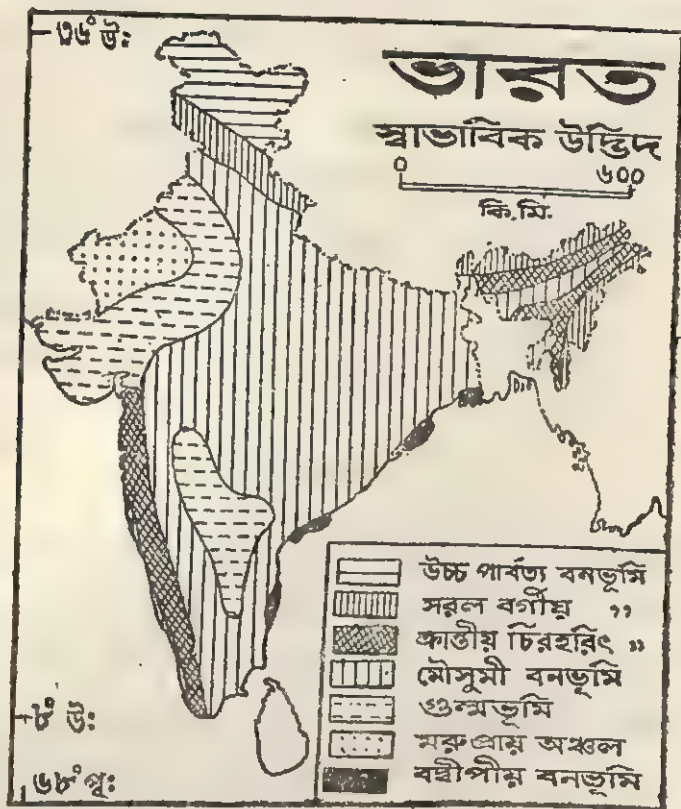 ৩৬° উঃ
ভারত
স্বাভাবিক উদ্ভিদ
০ ৬০০
কি.মি.
উচ্চ পার্বত্য বনভূমি
সরল বর্গীয় ,,
ক্রান্তীয় চিরহরিৎ ,,
মৌসুমী বনভূমি
গুল্মভূমি
মরুপ্রায় অঞ্চল
বদ্বীপীয় বনভূমি
৮° উঃ
৬৮° পূঃ